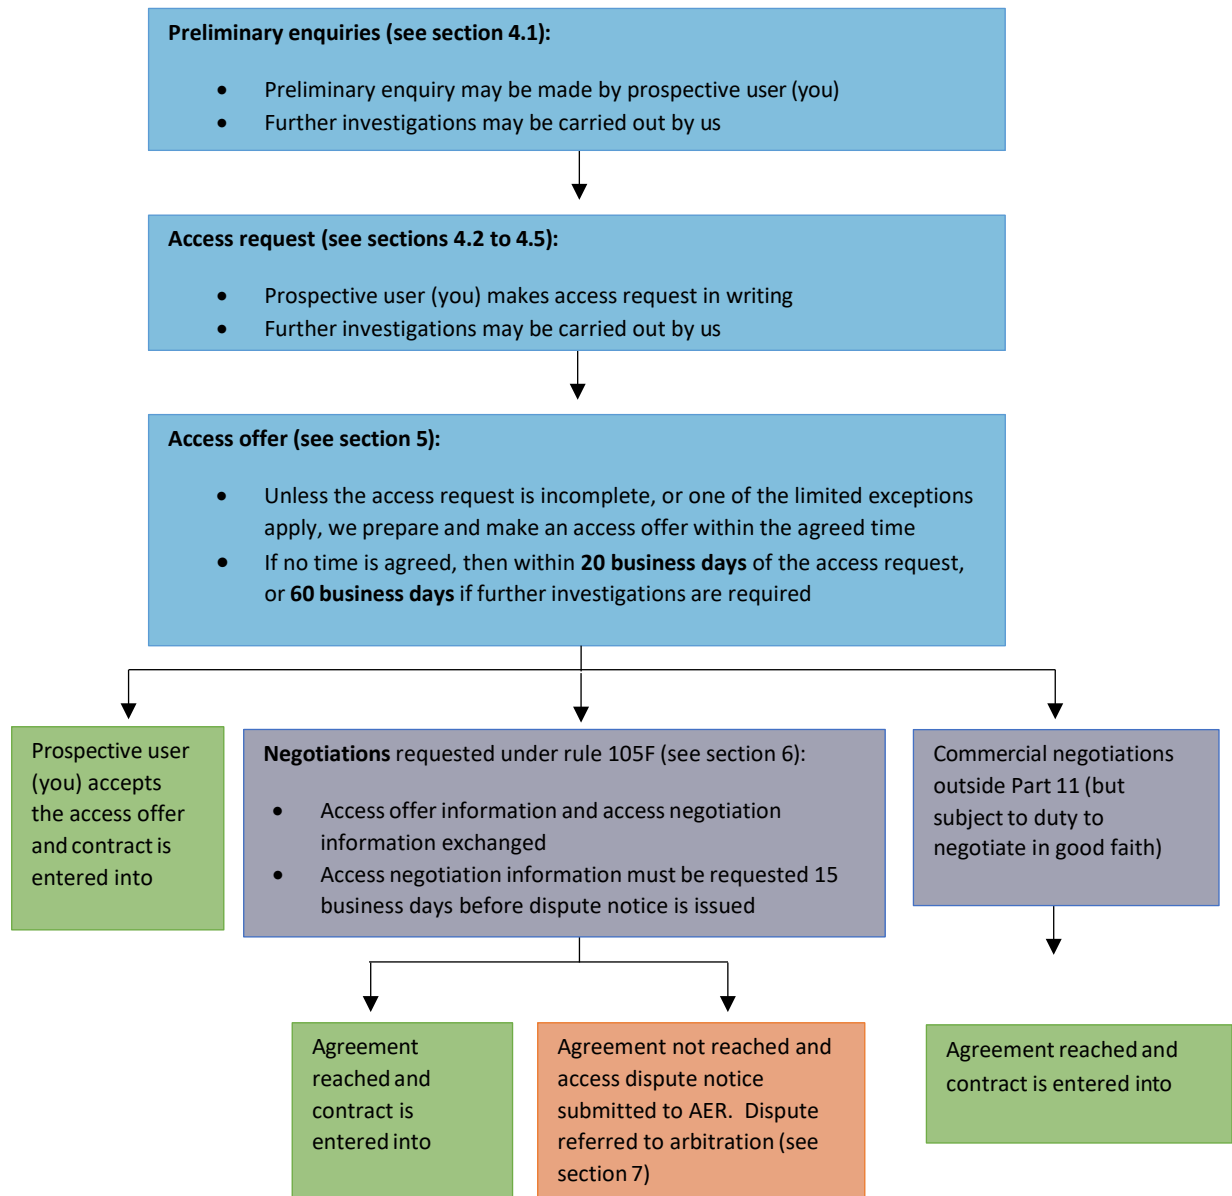 Preliminary enquiries (see section 4.1):
• Preliminary enquiry may be made by prospective user (you)
• Further investigations may be carried out by us
Access request (see sections 4.2 to 4.5):
• Prospective user (you) makes access request in writing
• Further investigations may be carried out by us
Access offer (see section 5):
• Unless the access request is incomplete, or one of the limited exceptions
apply, we prepare and make an access offer within the agreed time
• If no time is agreed, then within 20 business days of the access request,
or 60 business days if further investigations are required
Prospective user
(you) accepts
the access offer
and contract is
entered into
Negotiations requested under rule 105F (see section 6):
• Access offer information and access negotiation
information exchanged
• Access negotiation information must be requested 15
business days before dispute notice is issued
Commercial negotiations
outside Part 11 (but
subject to duty to
negotiate in good faith)
Agreement
reached and
contract is
entered into
Agreement not reached and
access dispute notice
submitted to AER. Dispute
referred to arbitration (see
section 7)
Agreement reached and
contract is entered into